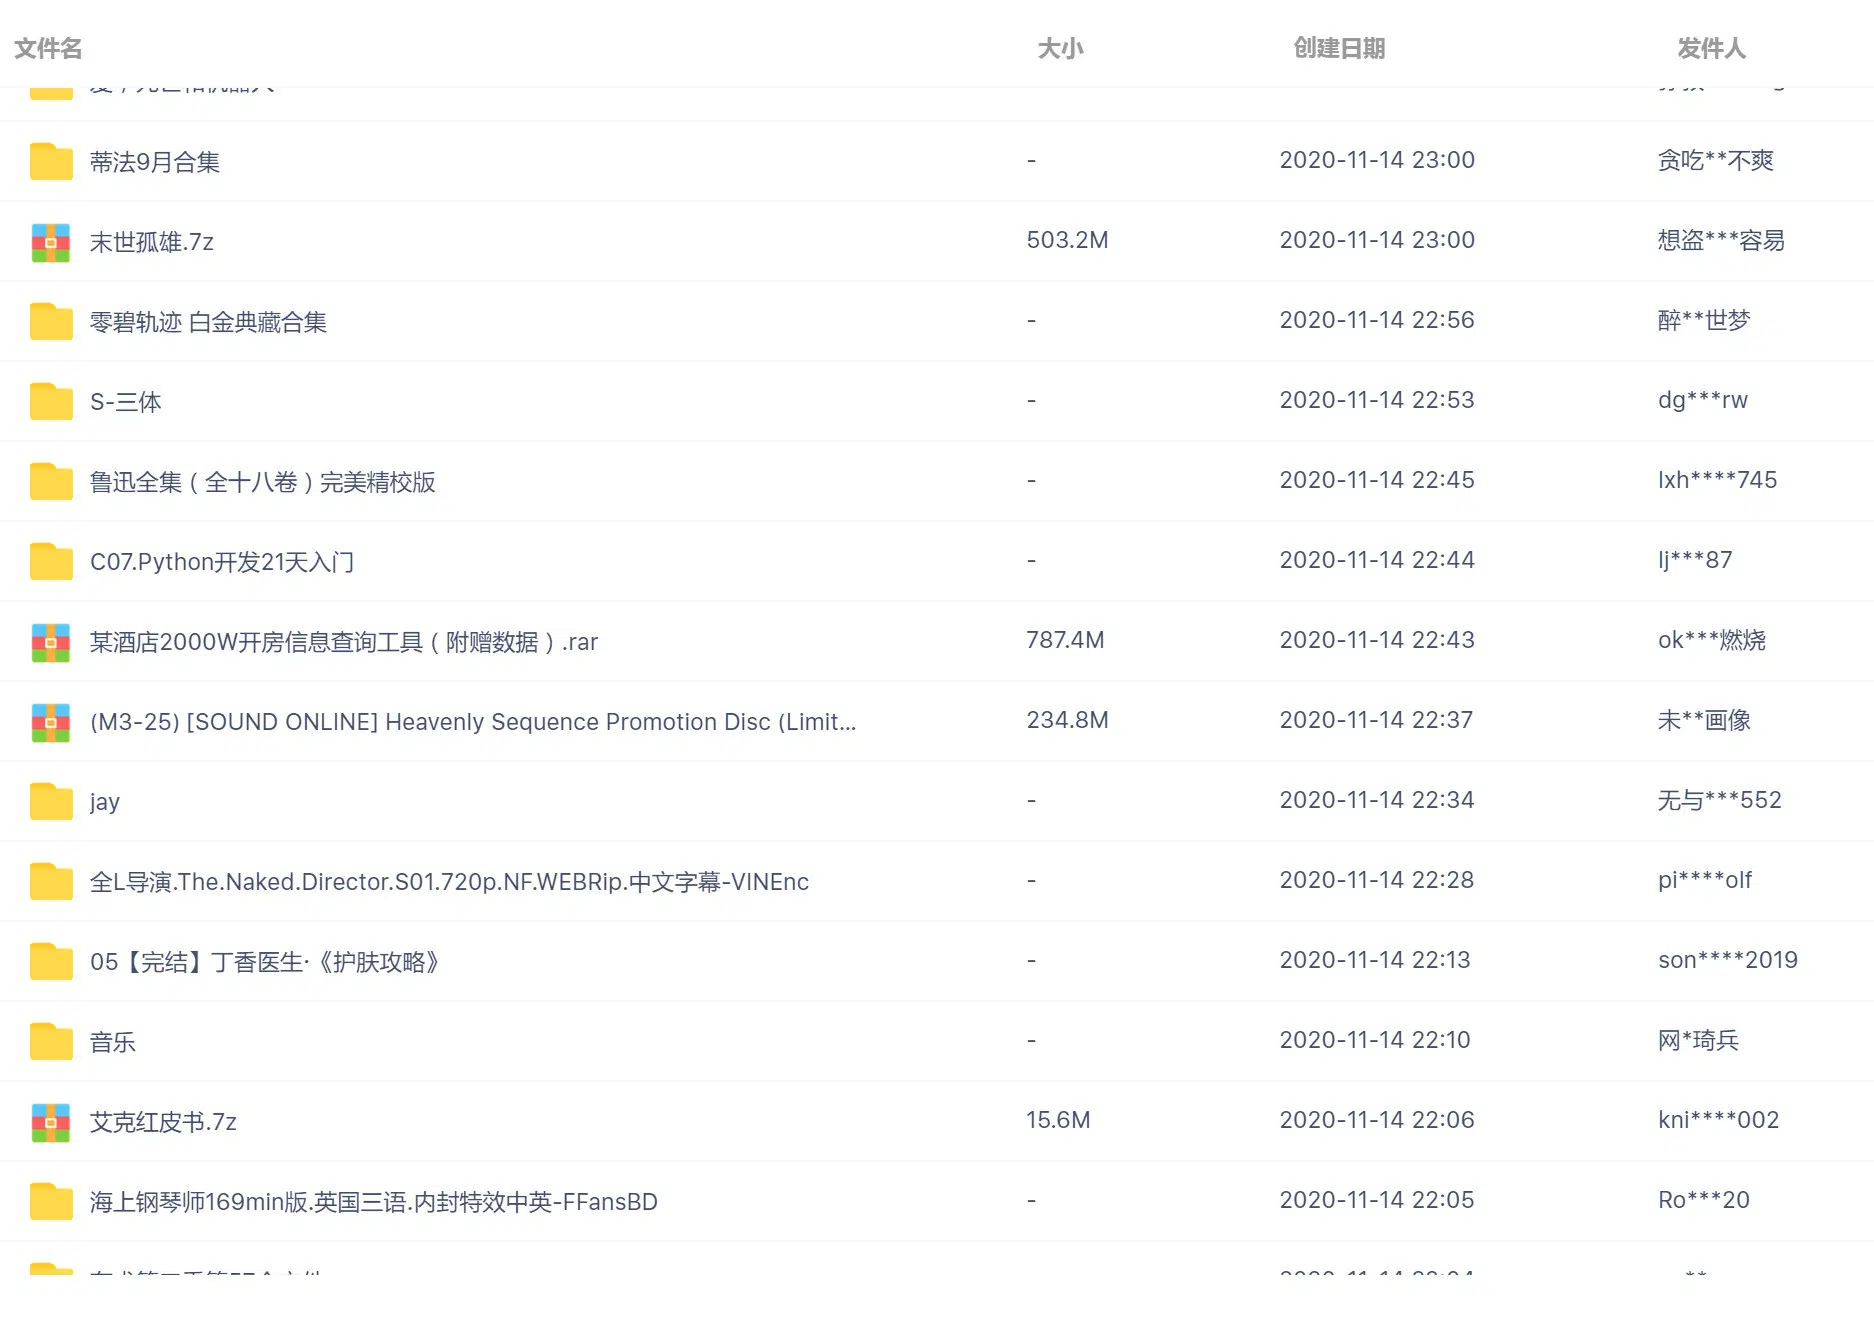 文件名 大小 创建日期 发件人
蒂法9月合集 - 2020-11-14 23:00 贪吃**不爽
末世孤雄.7z 503.2M 2020-11-14 23:00 想盗***容易
零碧轨迹 白金典藏合集 - 2020-11-14 22:56 醉**世梦
S-三体 - 2020-11-14 22:53 dg***rw
鲁迅全集（全十八卷）完美精校版 - 2020-11-14 22:45 lxh****745
C07.Python开发21天入门 - 2020-11-14 22:44 lj***87
某酒店2000W开房信息查询工具（附赠数据）.rar 787.4M 2020-11-14 22:43 ok***燃烧
(M3-25) [SOUND ONLINE] Heavenly Sequence Promotion Disc (Limit... 234.8M 2020-11-14 22:37 未**画像
jay - 2020-11-14 22:34 无与***552
全L导演.The.Naked.Director.S01.720p.NF.WEBRip.中文字幕-VINEnc - 2020-11-14 22:28 pi****olf
05【完结】丁香医生·《护肤攻略》 - 2020-11-14 22:13 son****2019
音乐 - 2020-11-14 22:10 网*琦兵
艾克红皮书.7z 15.6M 2020-11-14 22:06 kni****002
海上钢琴师169min版.英国三语.内封特效中英-FFansBD - 2020-11-14 22:05 Ro***20